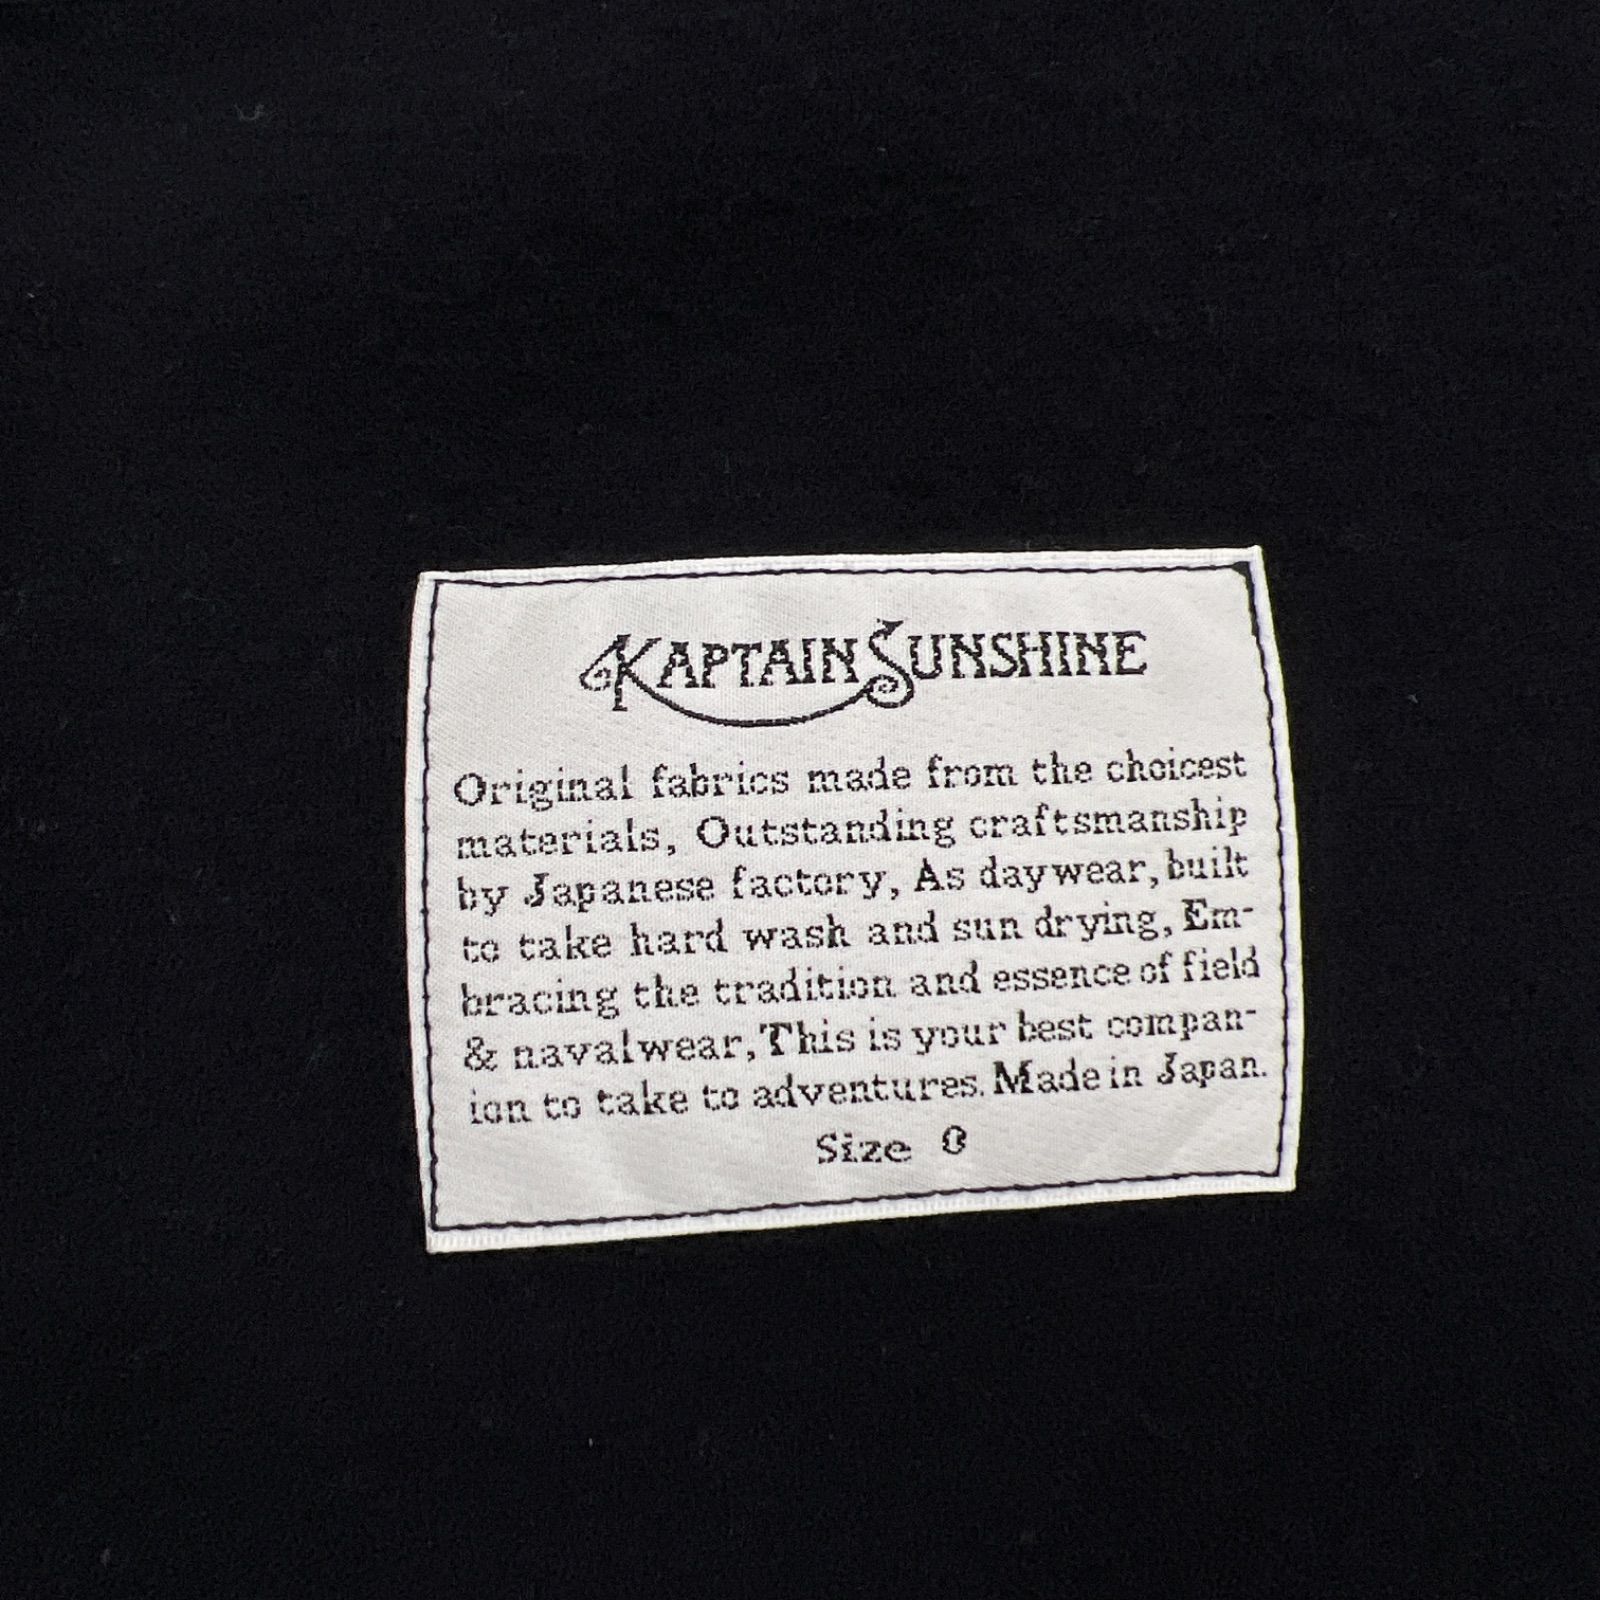 KAPTAIN SUNSHINE
Original fabrics made from the choicest
materials, Outstanding craftsmanship
by Japanese factory, As daywear, built
to take hard wash and sun drying, Em-
bracing the tradition and essence of field
& navalwear, This is your best compan-
ion to take to adventures. Made in Japan.
Size